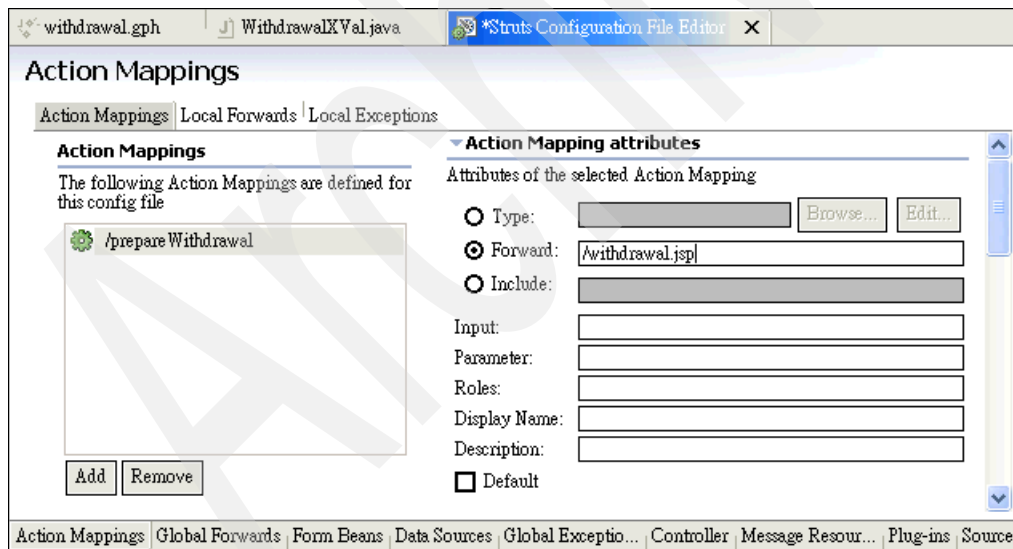 withdrawal.gph
WithdrawalXVal.java
*Struts Configuration File Editor
Action Mappings
Action Mappings
Local Forwards
Local Exceptions
Action Mappings
The following Action Mappings are defined for
this config file
/prepareWithdrawal
Add
Remove
Action Mapping attributes
Attributes of the selected Action Mapping
Type:
Browse...
Edit...
Forward:
/withdrawal.jsp
Include:
Input:
Parameter:
Roles:
Display Name:
Description:
Default
Action Mappings
Global Forwards
Form Beans
Data Sources
Global Exceptio...
Controller
Message Resour...
Plug-ins
Source